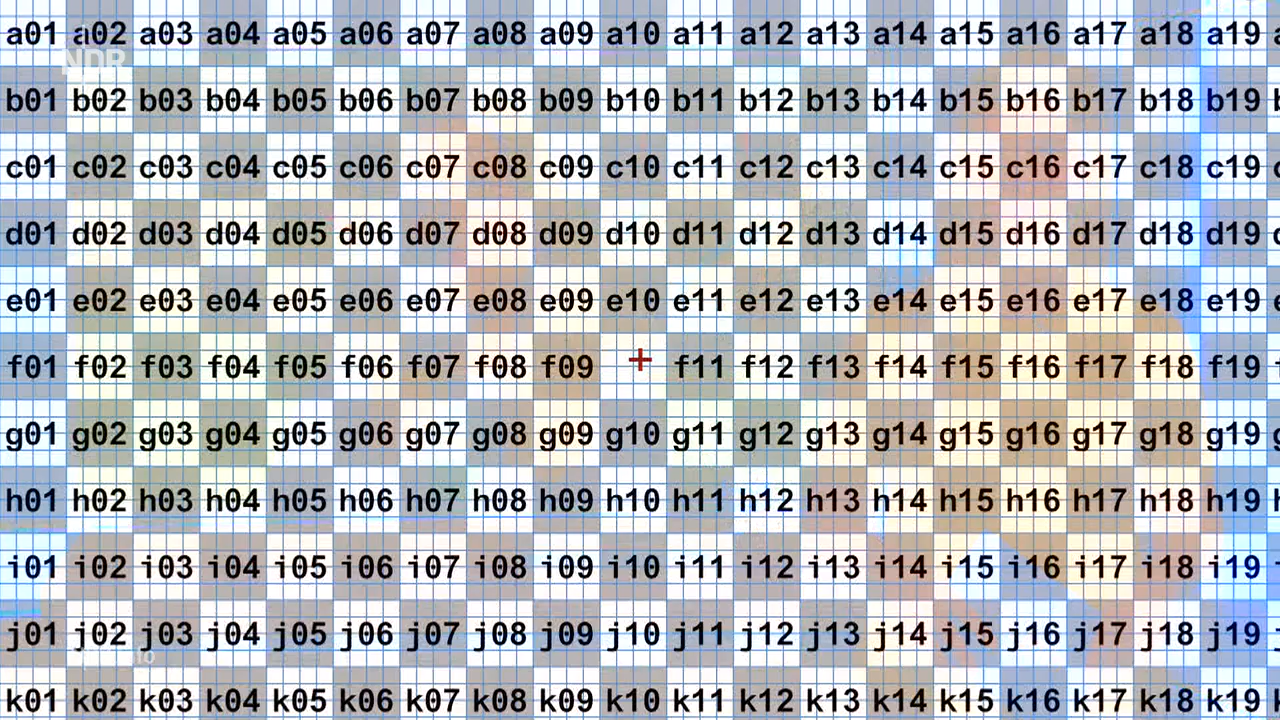 a01 a02 a03 a04 a05 a06 a07 a08 a09 a10 a11 a12 a13 a14 a15 a16 a17 a18 a19
NDR
b01 b02 b03 b04 b05 b06 b07 b08 b09 b10 b11 b12 b13 b14 b15 b16 b17 b18 b19
c01 c02 c03 c04 c05 c06 c07 c08 c09 c10 c11 c12 c13 c14 c15 c16 c17 c18 c19
d01 d02 d03 d04 d05 d06 d07 d08 d09 d10 d11 d12 d13 d14 d15 d16 d17 d18 d19
e01 e02 e03 e04 e05 e06 e07 e08 e09 e10 e11 e12 e13 e14 e15 e16 e17 e18 e19
f01 f02 f03 f04 f05 f06 f07 f08 f09 f11 f12 f13 f14 f15 f16 f17 f18 f19
g01 g02 g03 g04 g05 g06 g07 g08 g09 g10 g11 g12 g13 g14 g15 g16 g17 g18 g19
h01 h02 h03 h04 h05 h06 h07 h08 h09 h10 h11 h12 h13 h14 h15 h16 h17 h18 h19
i01 i02 i03 i04 i05 i06 i07 i08 i09 i10 i11 i12 i13 i14 i15 i16 i17 i18 i19
j01 j02 j03 j04 j05 j06 j07 j08 j09 j10 j11 j12 j13 j14 j15 j16 j17 j18 j19
k01 k02 k03 k04 k05 k06 k07 k08 k09 k10 k11 k12 k13 k14 k15 k16 k17 k18 k19